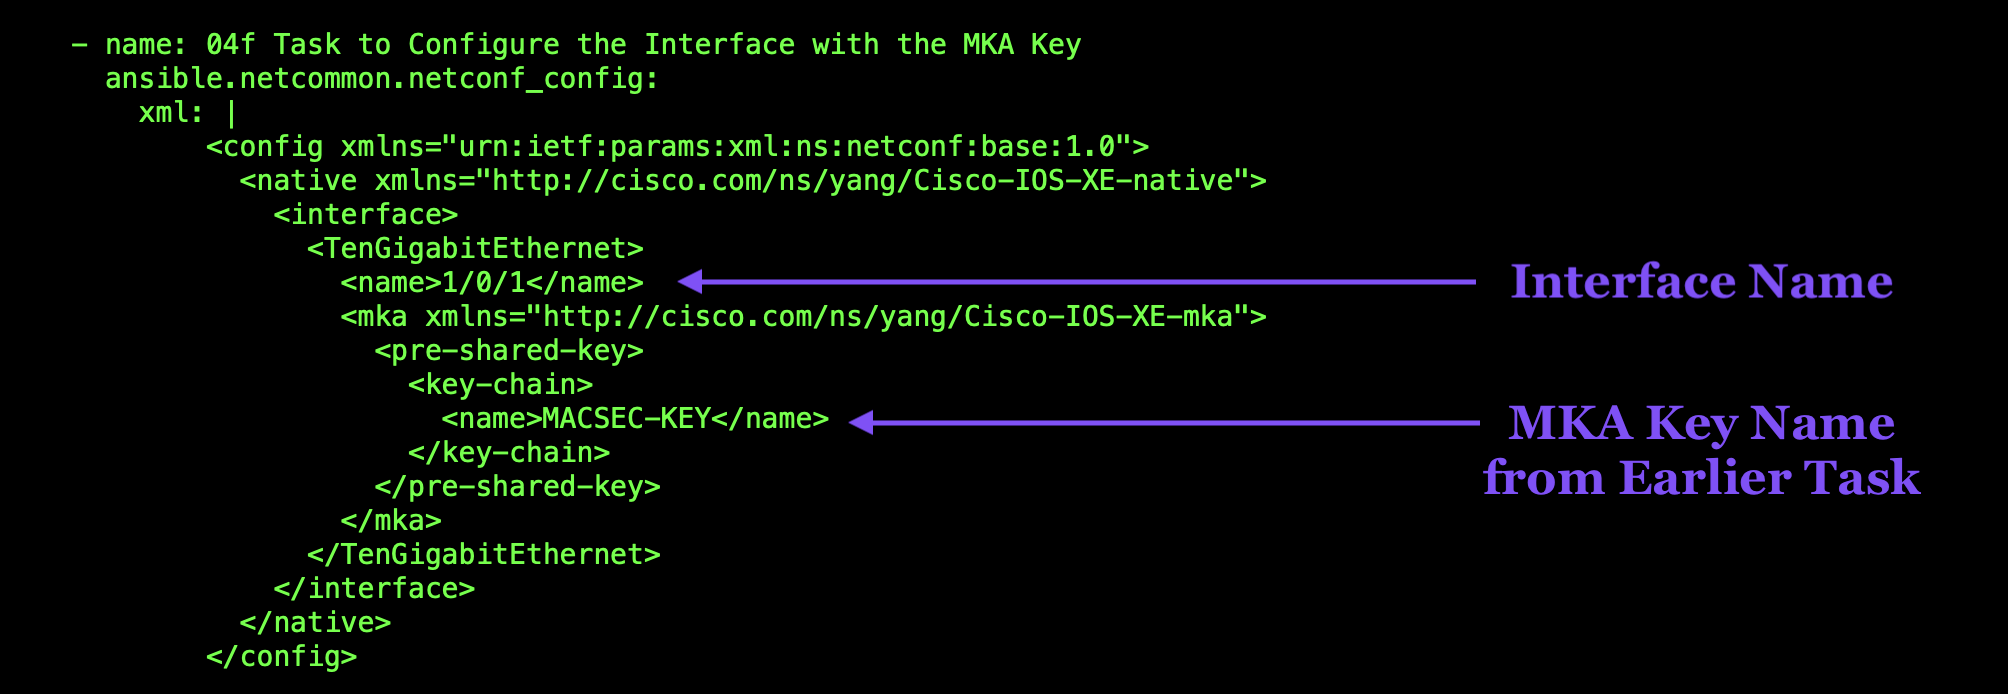 - name: 04f Task to Configure the Interface with the MKA Key
ansible.netcommon.netconf_config:
xml: |
<config xmlns="urn:ietf:params:xml:ns:netconf:base:1.0">
<native xmlns="http://cisco.com/ns/yang/Cisco-IOS-XE-native">
<interface>
<TenGigabitEthernet>
<name>1/0/1</name>
Interface Name
<mka xmlns="http://cisco.com/ns/yang/Cisco-IOS-XE-mka">
<pre-shared-key>
<key-chain>
<name>MACSEC-KEY</name>
MKA Key Name
from Earlier Task
</key-chain>
</pre-shared-key>
</mka>
</TenGigabitEthernet>
</interface>
</native>
</config>